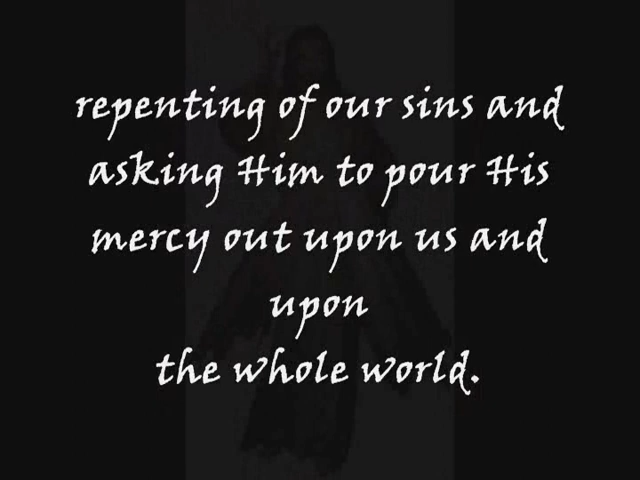 repenting of our sins and
asking Him to pour His
mercy out upon us and
upon
the whole world.